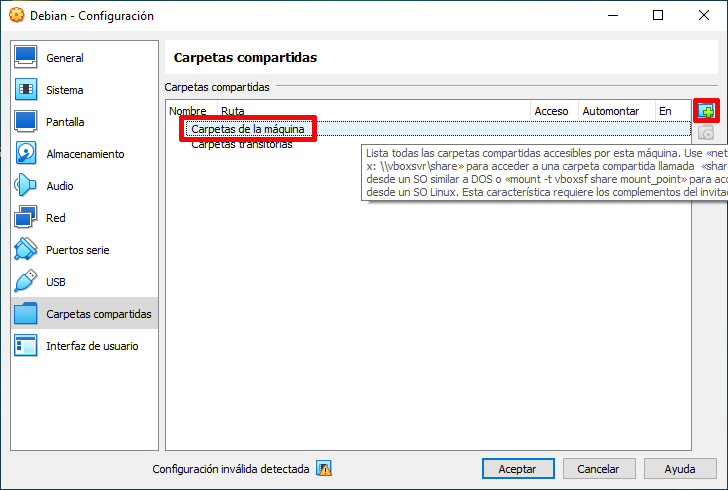 Debian - Configuración
General
Sistema
Pantalla
Almacenamiento
Audio
Red
Puertos serie
USB
Carpetas compartidas
Interfaz de usuario
Carpetas compartidas
Carpetas compartidas
Nombre Ruta Acceso Automontar En
Carpetas de la máquina
Carpetas transitorias
Lista todas las carpetas compartidas accesibles por esta máquina. Use «net
x: \\vboxsvr\share» para acceder a una carpeta compartida llamada «shar
desde un SO similar a DOS o «mount -t vboxsf share mount_point» para acc
desde un SO Linux. Esta característica requiere los complementos del invitad
Configuración inválida detectada
Aceptar Cancelar Ayuda